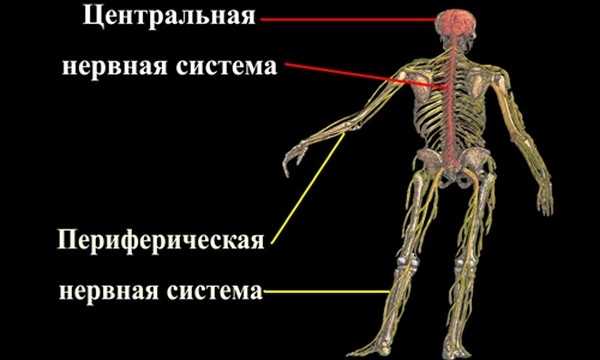 Центральная
нервная система
Периферическая
нервная система